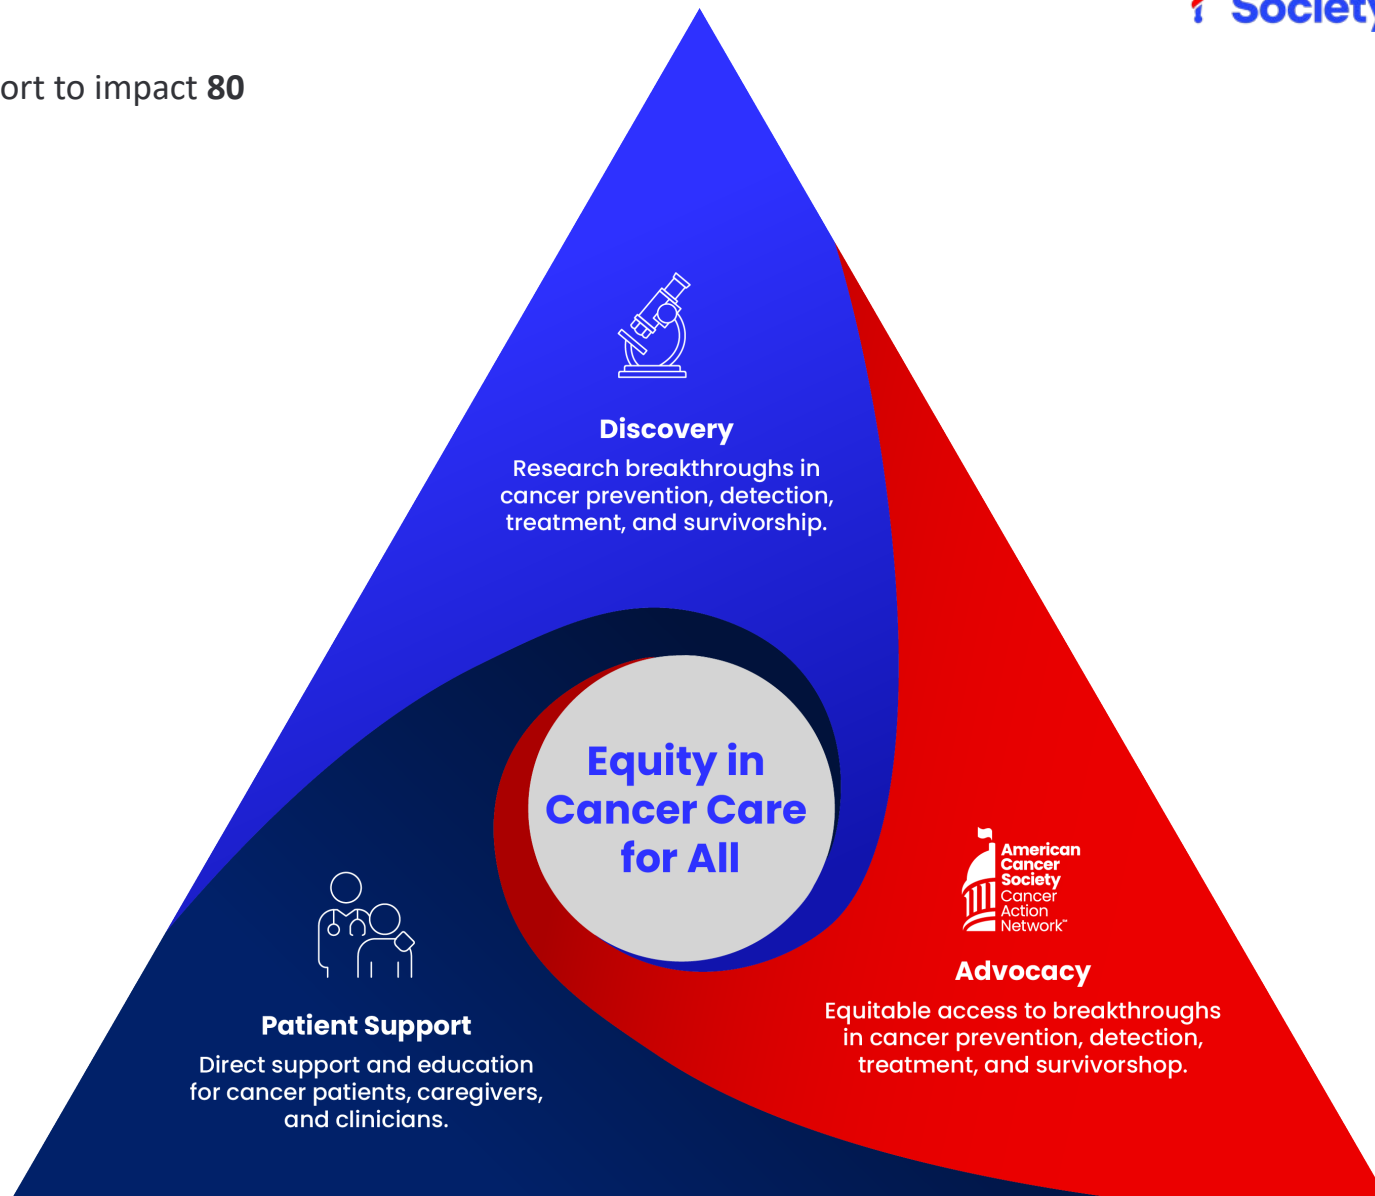 Society
ort to impact 80
Discovery
Research breakthroughs in
cancer prevention, detection,
treatment, and survivorship.
Equity in
Cancer Care
for All
American
Cancer
Society
Cancer
Action
Network™
Advocacy
Equitable access to breakthroughs
in cancer prevention, detection,
treatment, and survivorshop.
Patient Support
Direct support and education
for cancer patients, caregivers,
and clinicians.